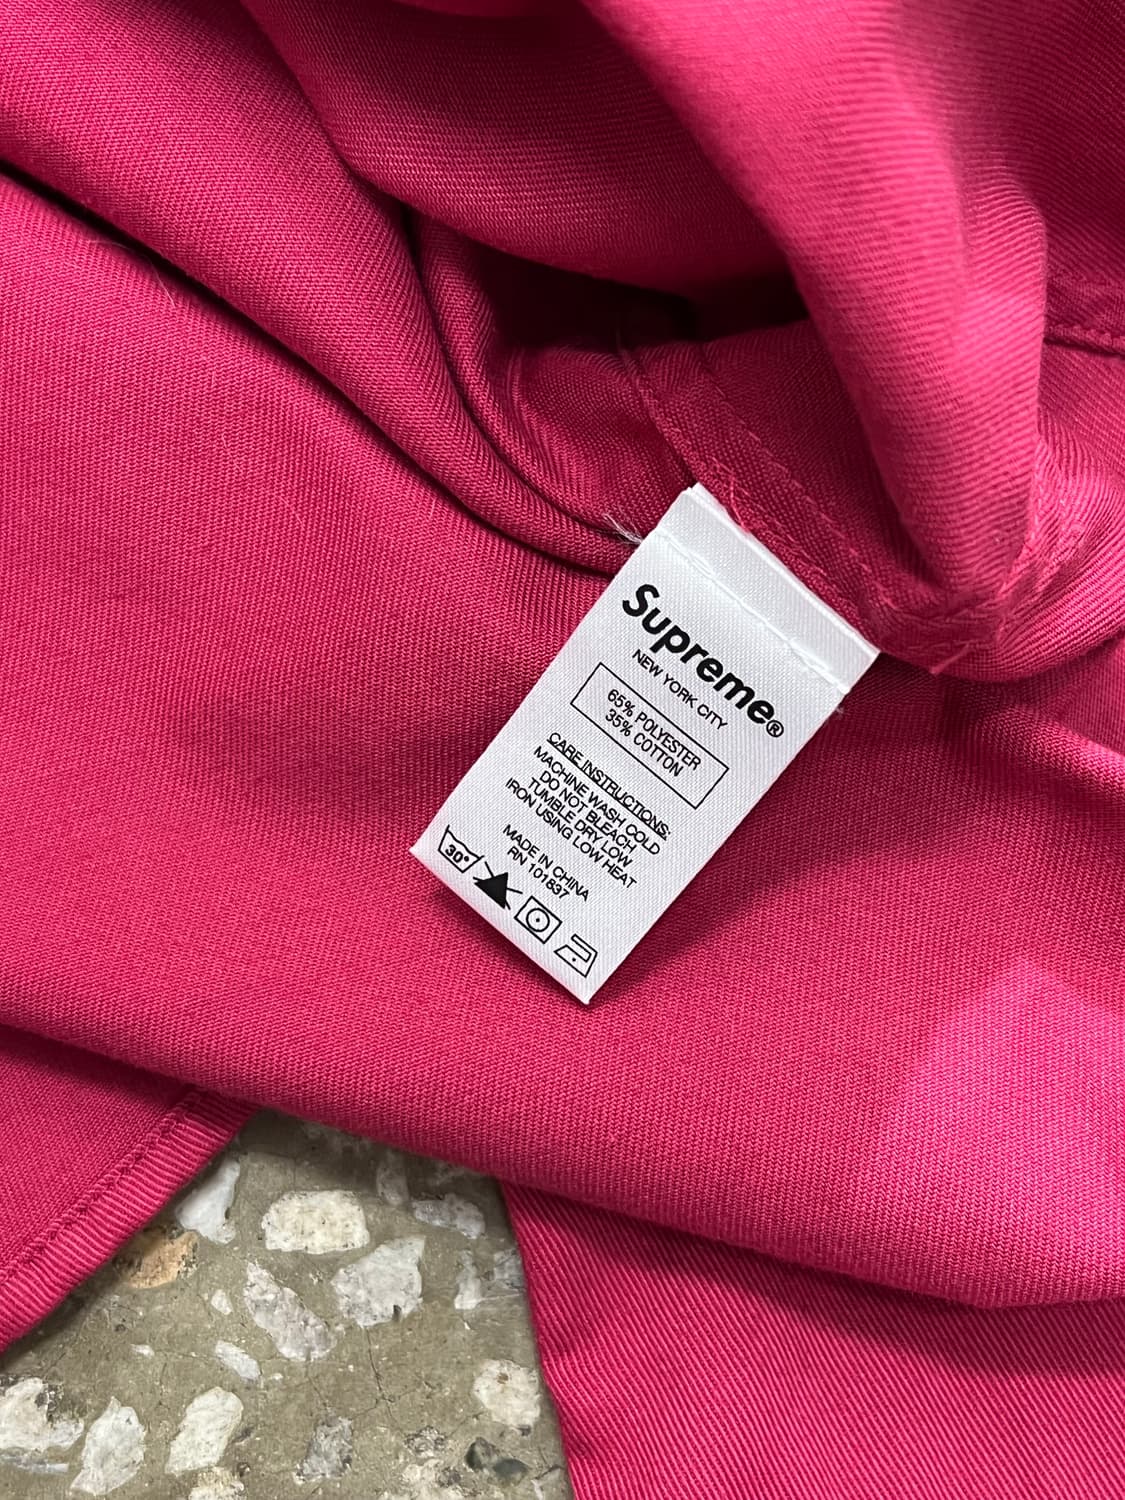 Supreme®
NEW YORK CITY
65% POLYESTER
35% COTTON
CARE INSTRUCTIONS:
MACHINE WASH COLD
DO NOT BLEACH
TUMBLE DRY LOW
IRON USING LOW HEAT
MADE IN CHINA
RN 101837
30°